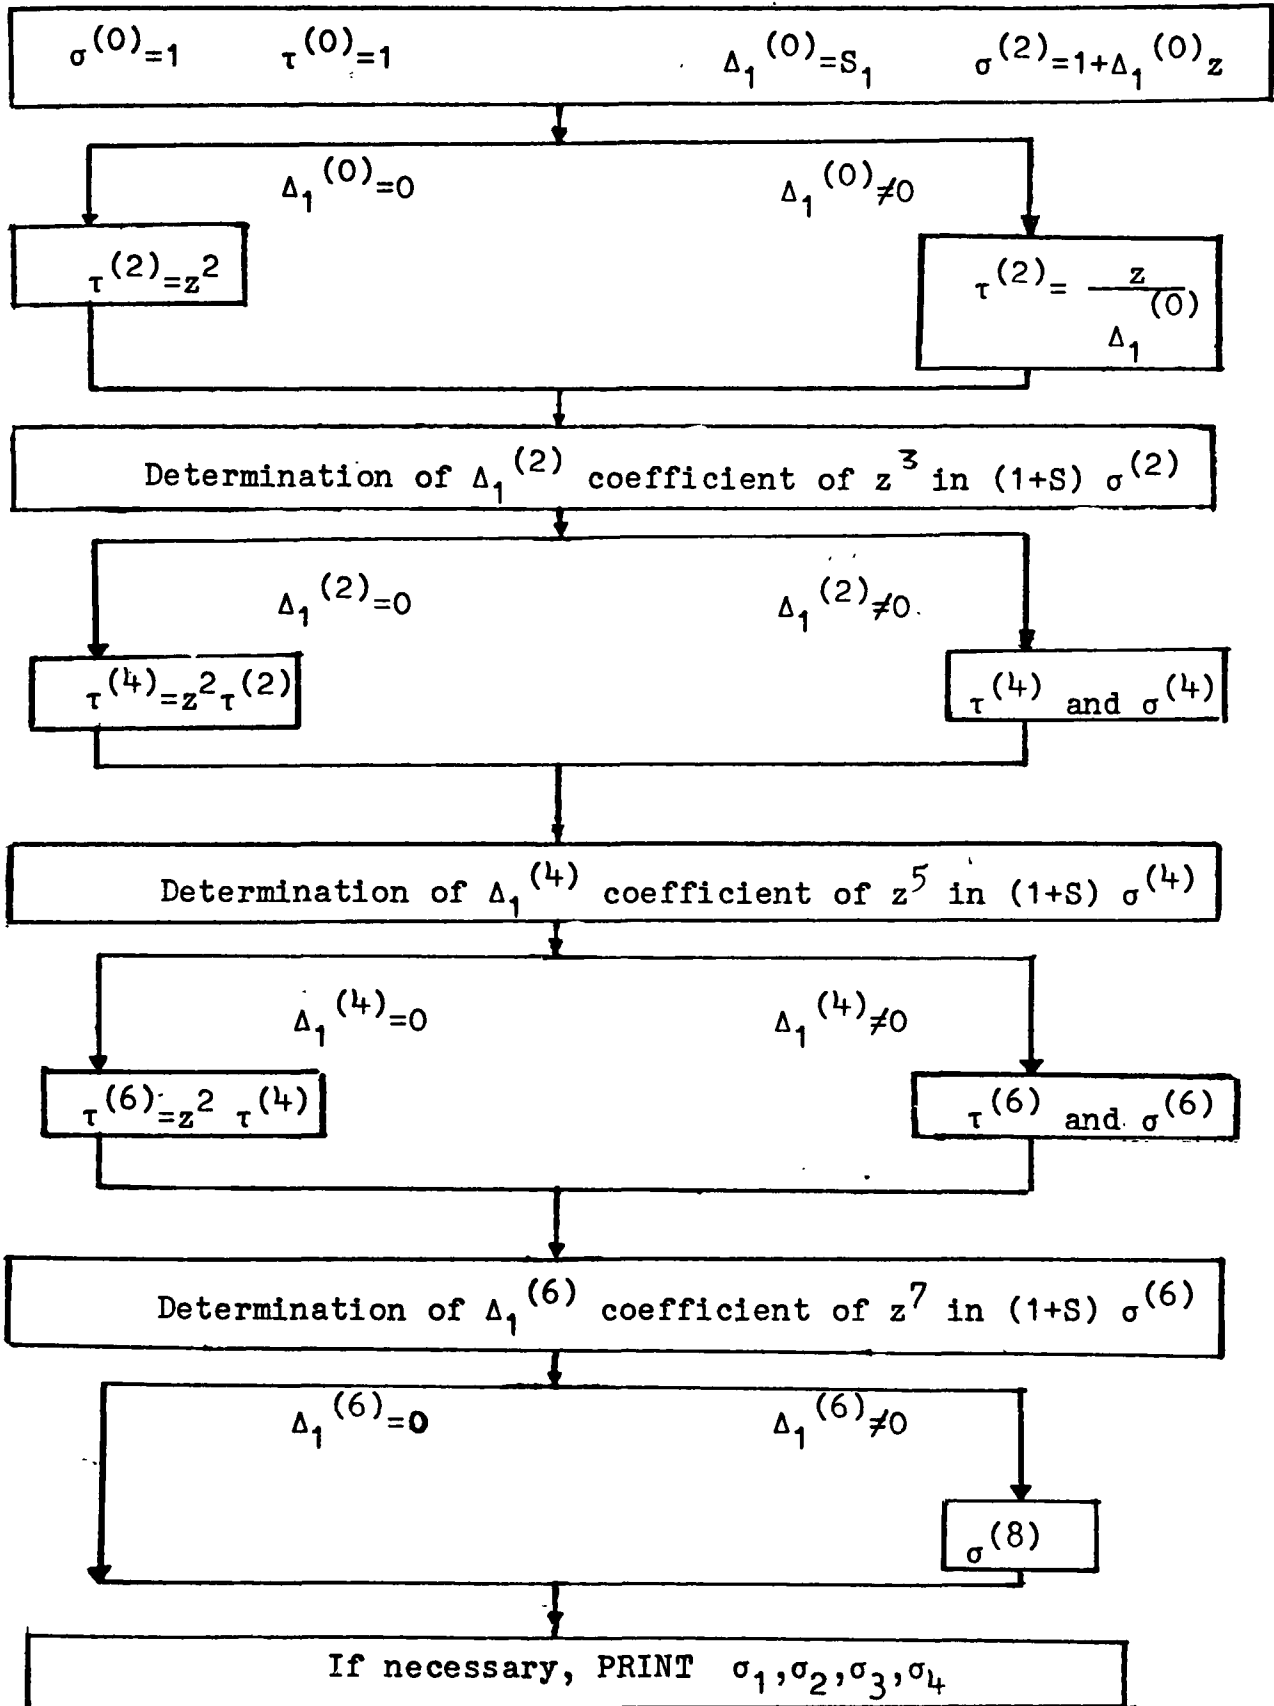 σ^(0)=1 τ^(0)=1 Δ₁^(0)=S₁ σ^(2)=1+Δ₁^(0)z
Δ₁^(0)=0 Δ₁^(0)≠0
τ^(2)=z²
τ^(2)= z / Δ₁^(0)
Determination of Δ₁^(2) coefficient of z³ in (1+S) σ^(2)
Δ₁^(2)=0 Δ₁^(2)≠0
τ^(4)=z²τ^(2)
τ^(4) and σ^(4)
Determination of Δ₁^(4) coefficient of z⁵ in (1+S) σ^(4)
Δ₁^(4)=0 Δ₁^(4)≠0
τ^(6)=z² τ^(4)
τ^(6) and σ^(6)
Determination of Δ₁^(6) coefficient of z⁷ in (1+S) σ^(6)
Δ₁^(6)=0 Δ₁^(6)≠0
σ^(8)
If necessary, PRINT σ₁,σ₂,σ₃,σ₄